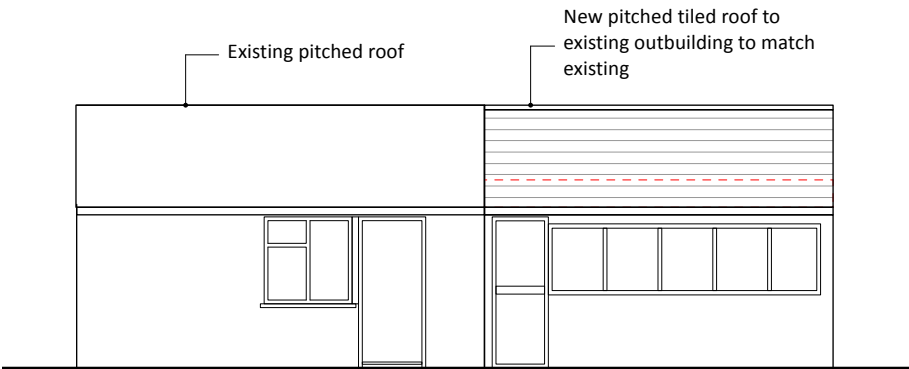 Existing pitched roof
New pitched tiled roof to
existing outbuilding to match
existing